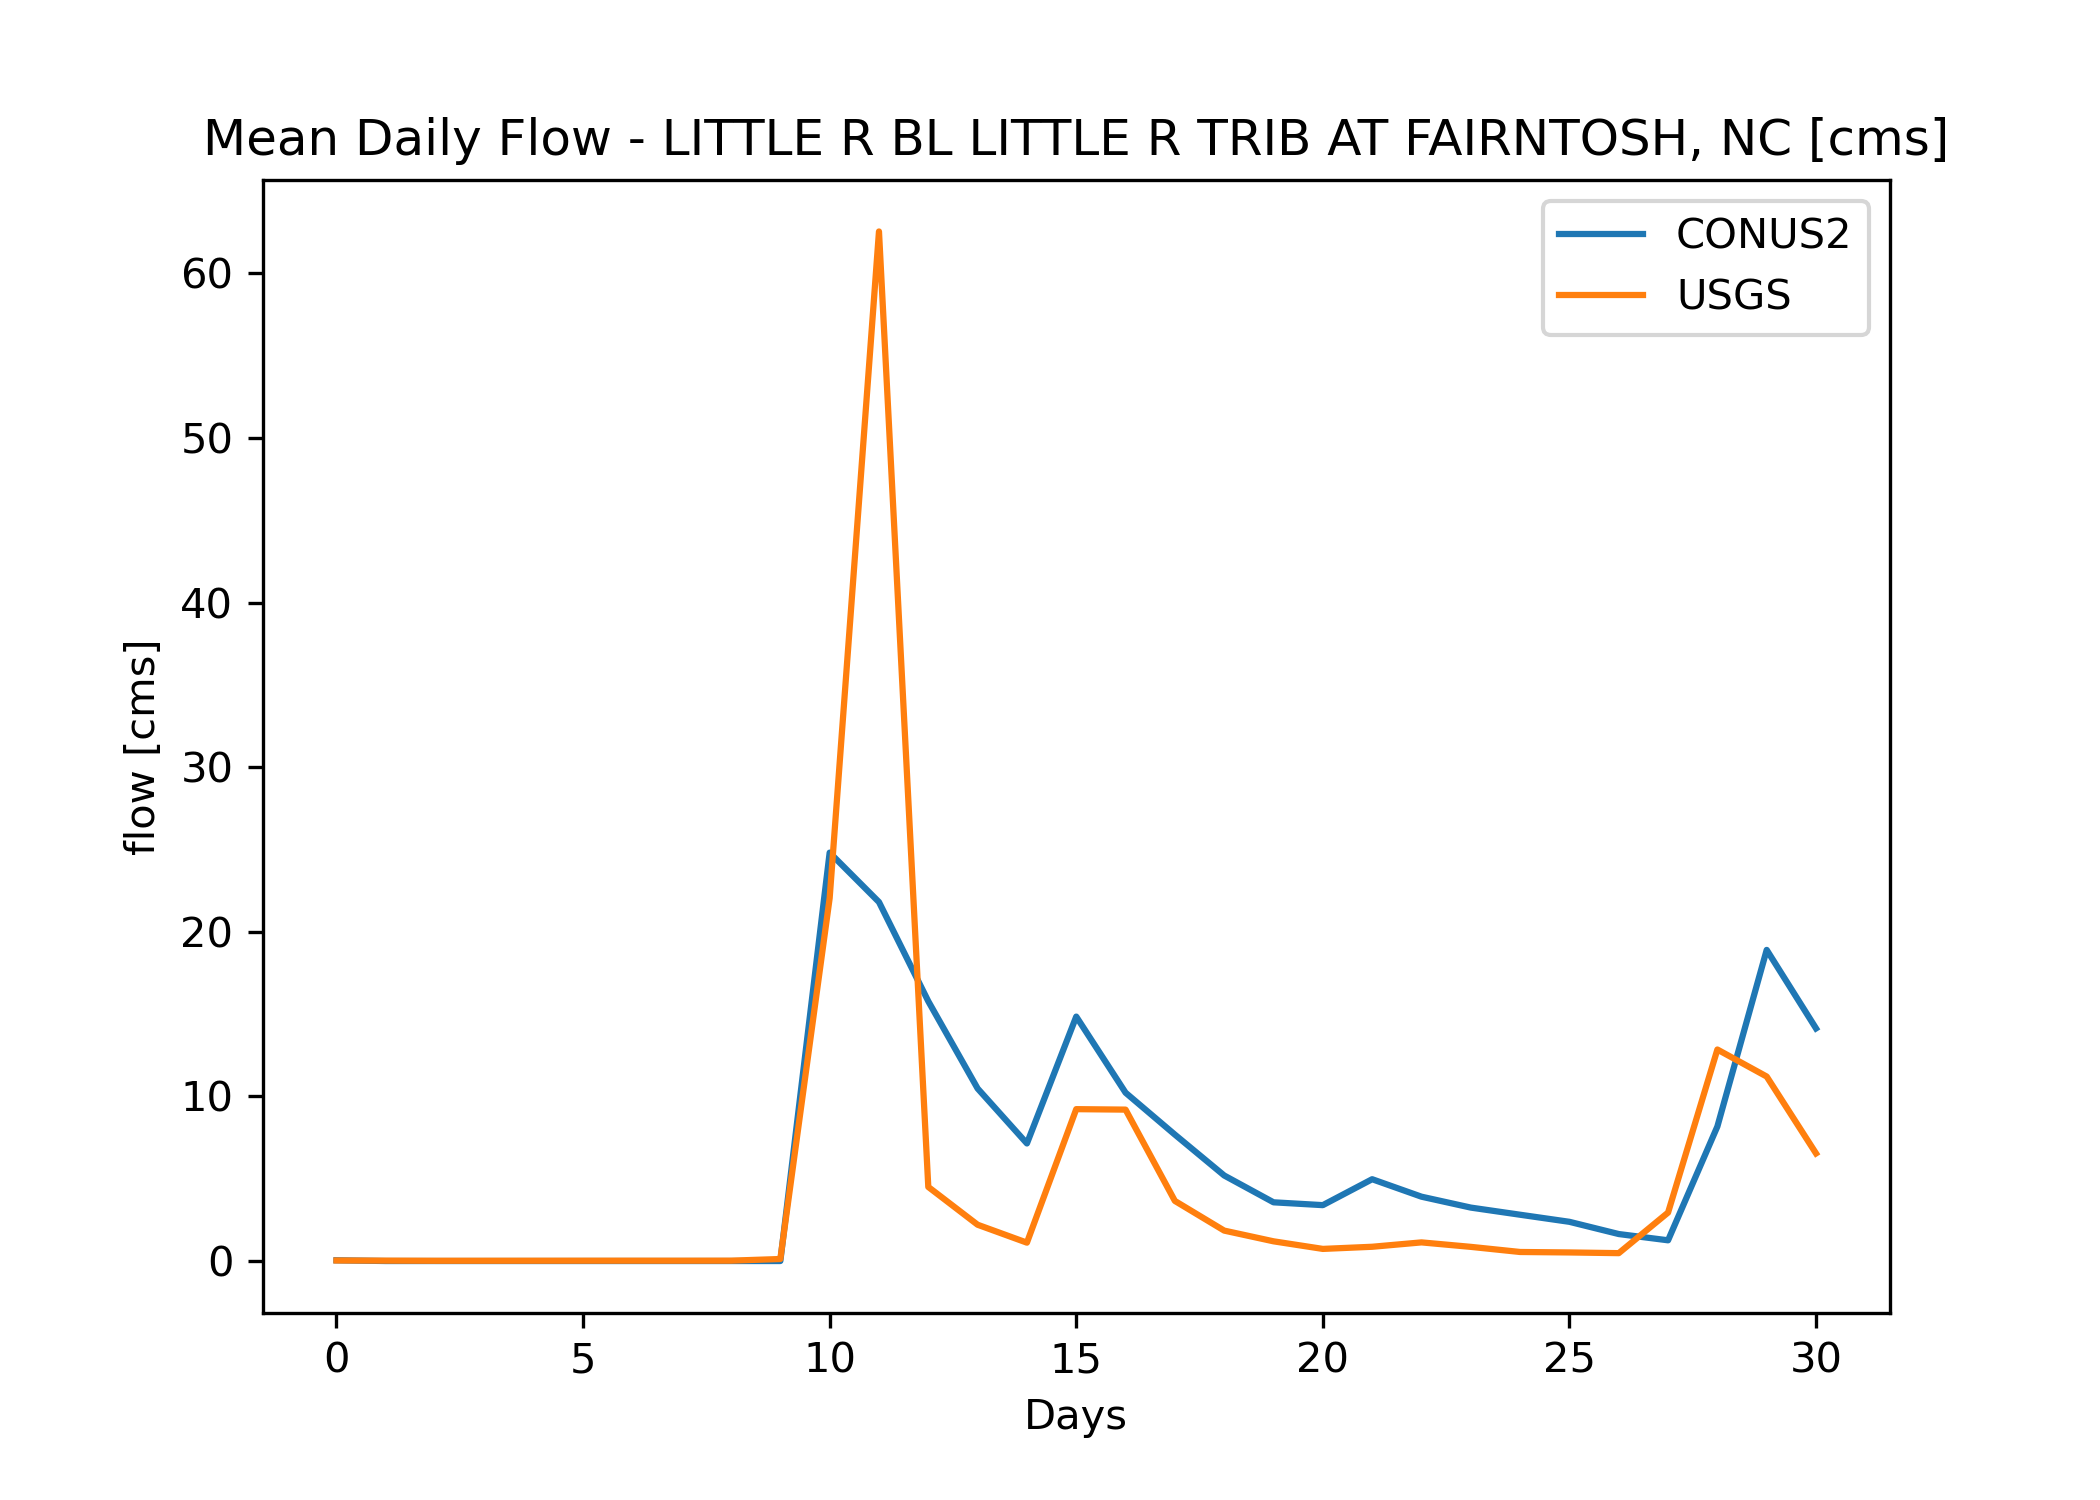 Mean Daily Flow - LITTLE R BL LITTLE R TRIB AT FAIRNTOSH, NC [cms]
CONUS2
USGS
60
50
40
30
20
10
0
flow [cms]
0 5 10 15 20 25 30
Days